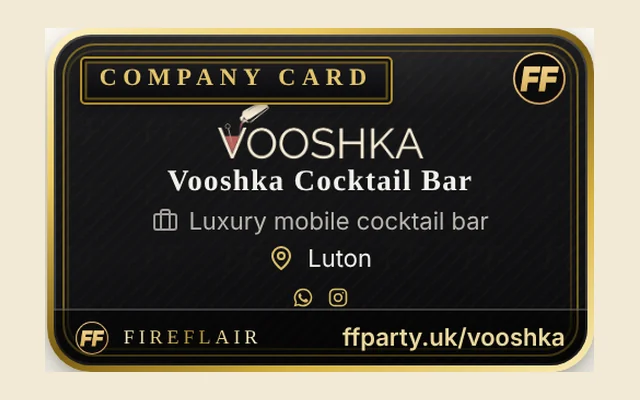 COMPANY CARD
FF
VOOSHKA
Vooshka Cocktail Bar
Luxury mobile cocktail bar
Luton
FF FIREFLAIR
ffparty.uk/vooshka